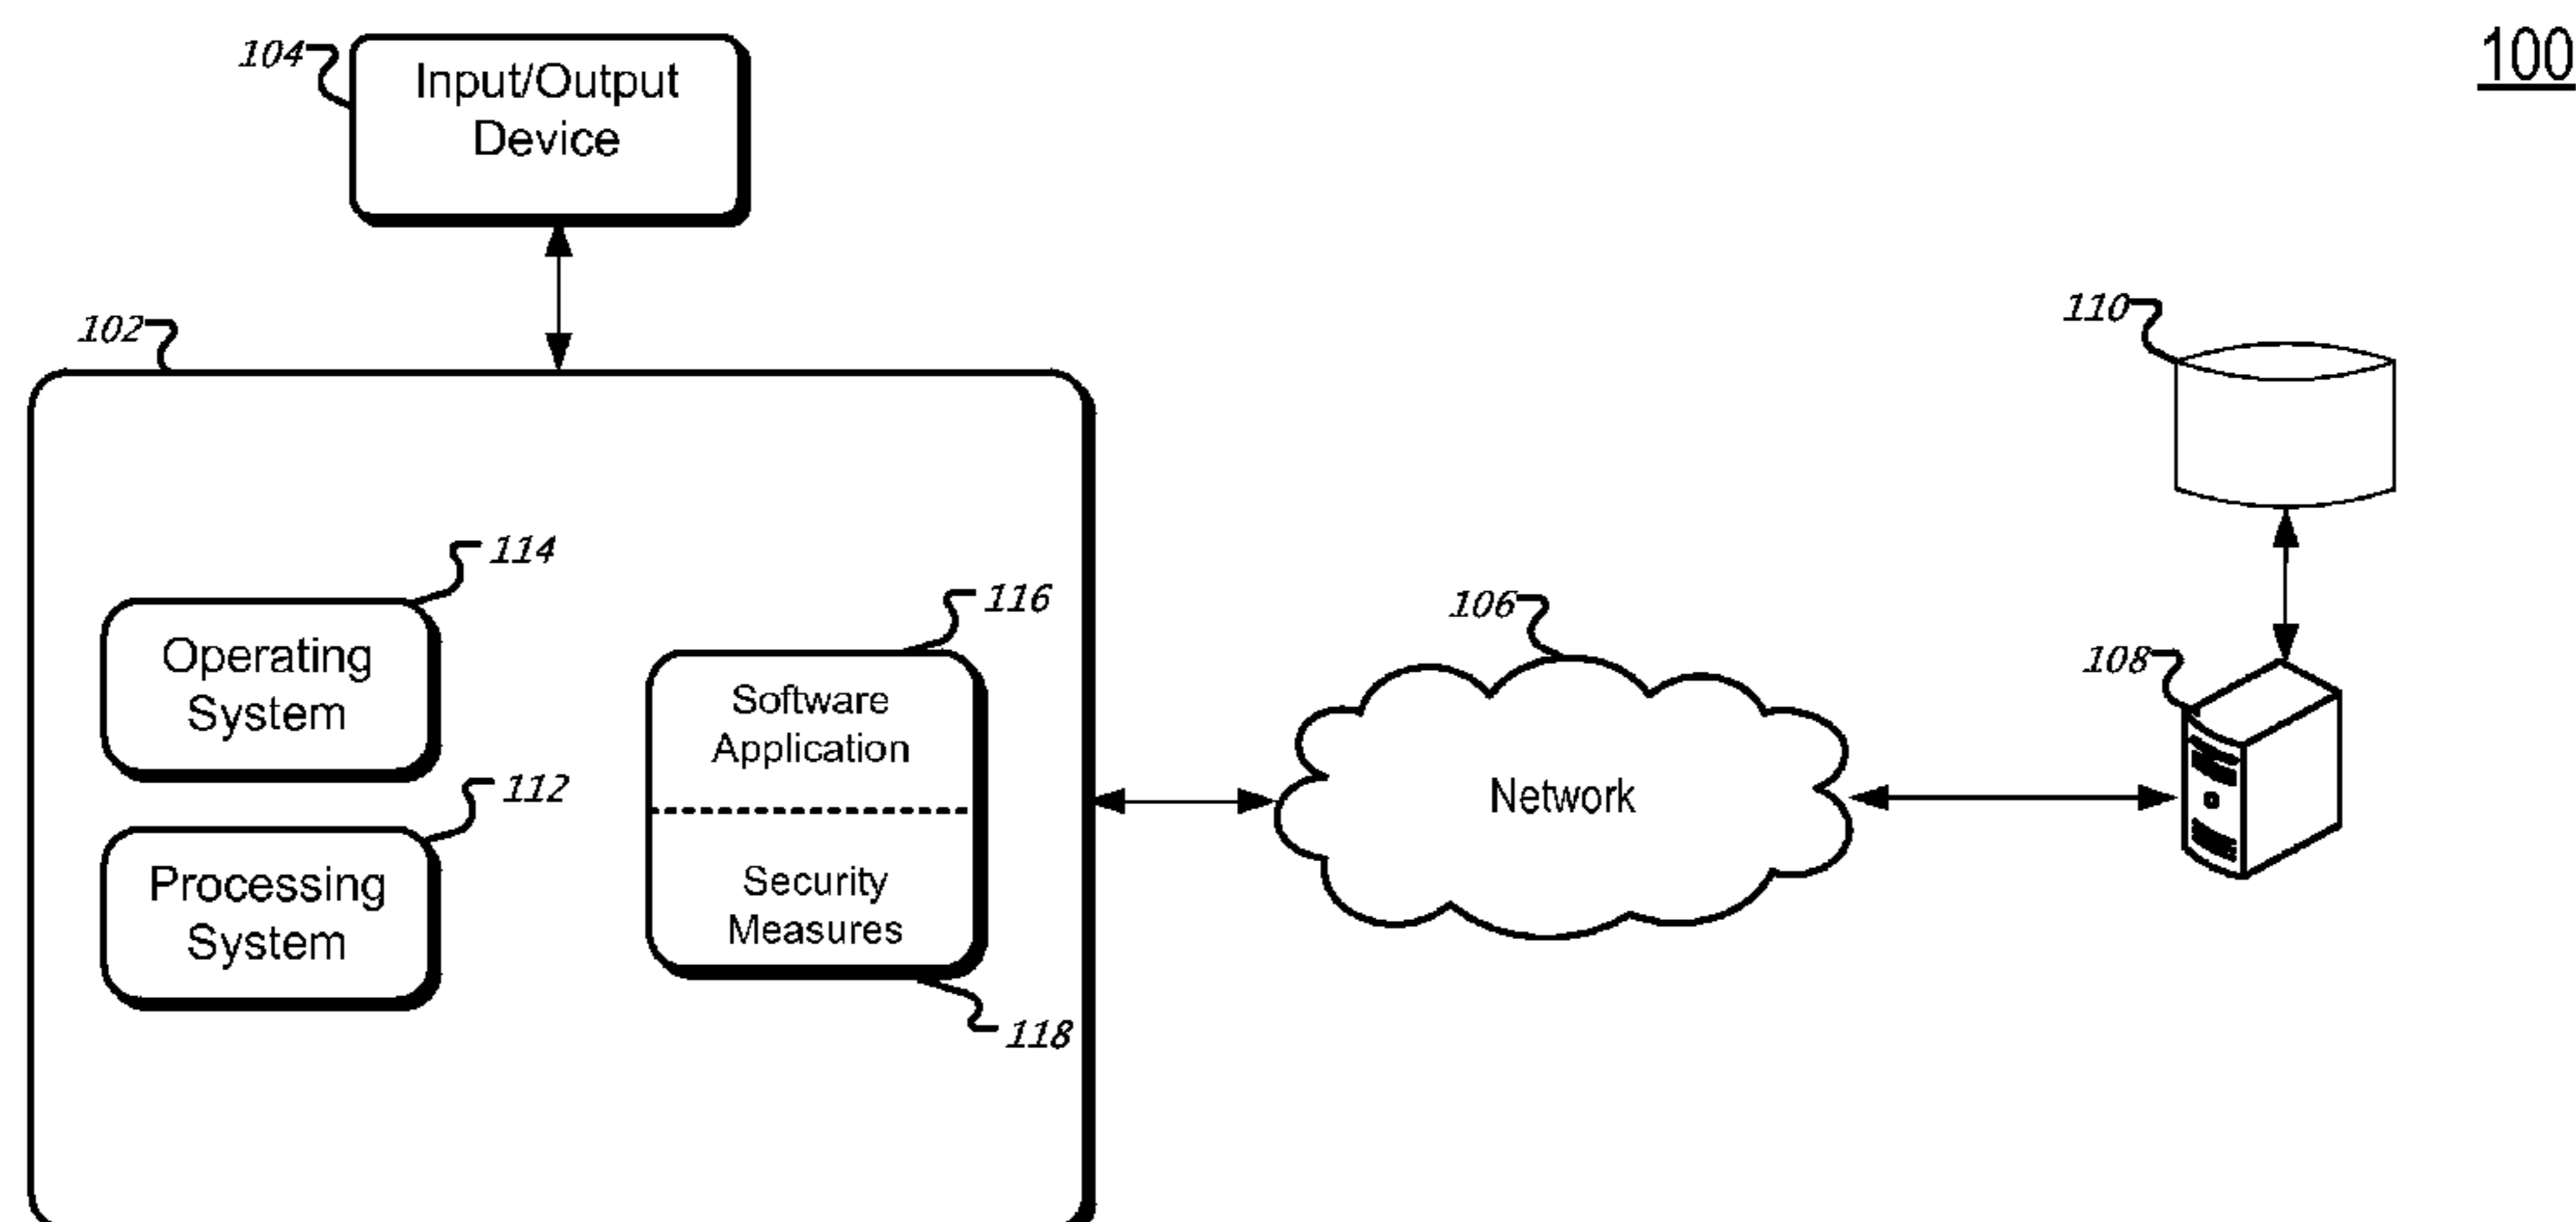 100
104
Input/Output
Device
102
110
114
Operating
System
116
Software
Application
106
108
112
Processing
System
Security
Measures
Network
118